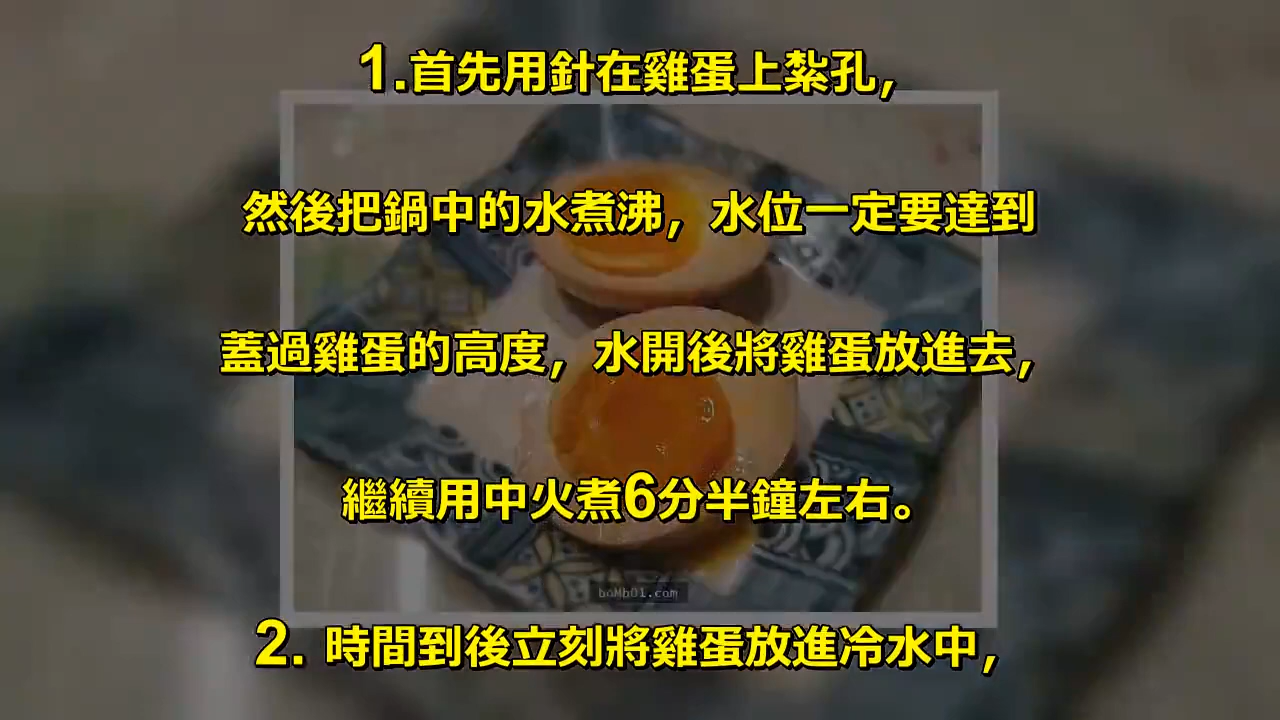 1.首先用針在雞蛋上紮孔，
然後把鍋中的水煮沸，水位一定要達到
蓋過雞蛋的高度，水開後將雞蛋放進去，
繼續用中火煮6分半鐘左右。
boMb01.com
2. 時間到後立刻將雞蛋放進冷水中，